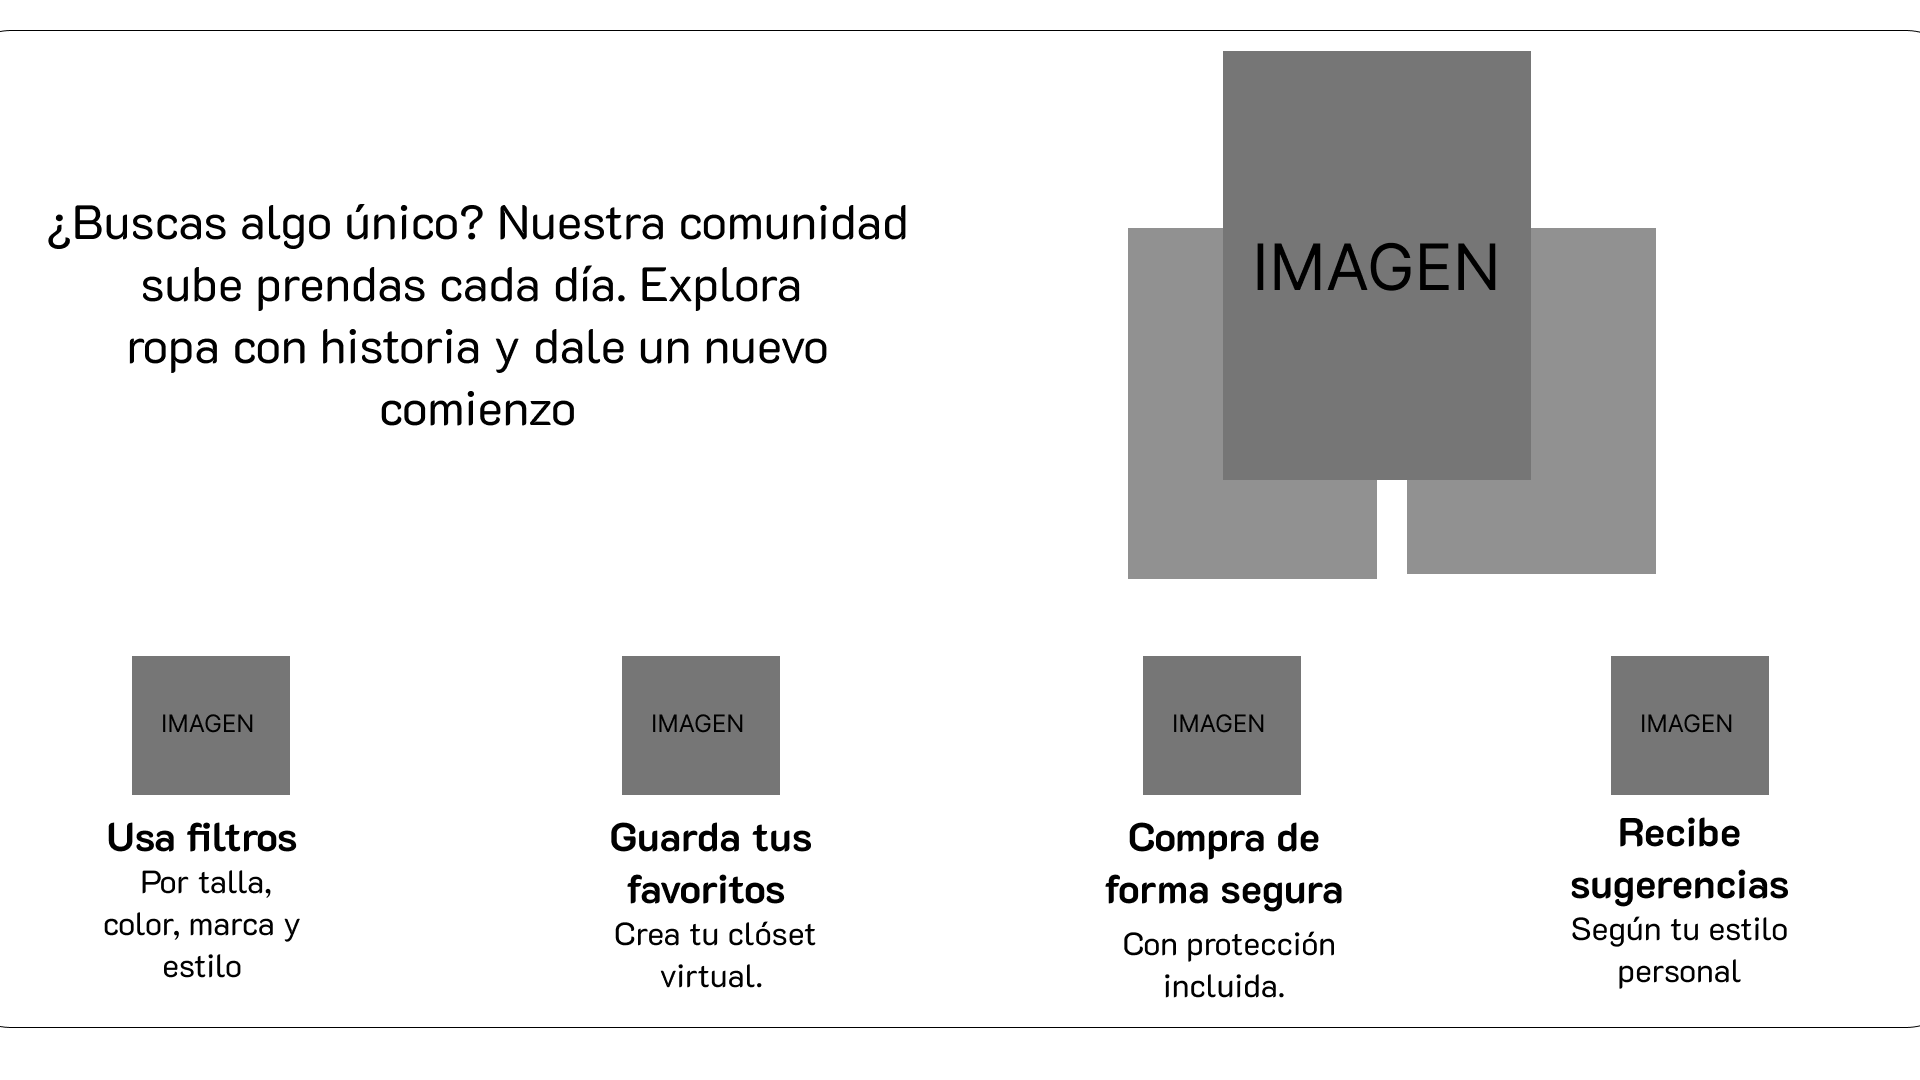 ¿Buscas algo único? Nuestra comunidad
sube prendas cada día. Explora
ropa con historia y dale un nuevo
comienzo
IMAGEN
IMAGEN
Usa filtros
Por talla,
color, marca y
estilo
IMAGEN
Guarda tus
favoritos
Crea tu clóset
virtual.
IMAGEN
Compra de
forma segura
Con protección
incluida.
IMAGEN
Recibe
sugerencias
Según tu estilo
personal